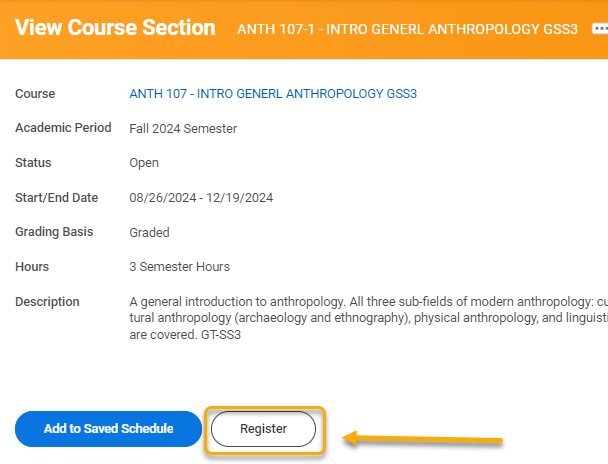 View Course Section ANTH 107-1 - INTRO GENERL ANTHROPOLOGY GSS3
Course ANTH 107 - INTRO GENERL ANTHROPOLOGY GSS3
Academic Period Fall 2024 Semester
Status Open
Start/End Date 08/26/2024 - 12/19/2024
Grading Basis Graded
Hours 3 Semester Hours
Description A general introduction to anthropology. All three sub-fields of modern anthropology: cu
tural anthropology (archaeology and ethnography), physical anthropology, and linguisti
are covered. GT-SS3
Add to Saved Schedule Register